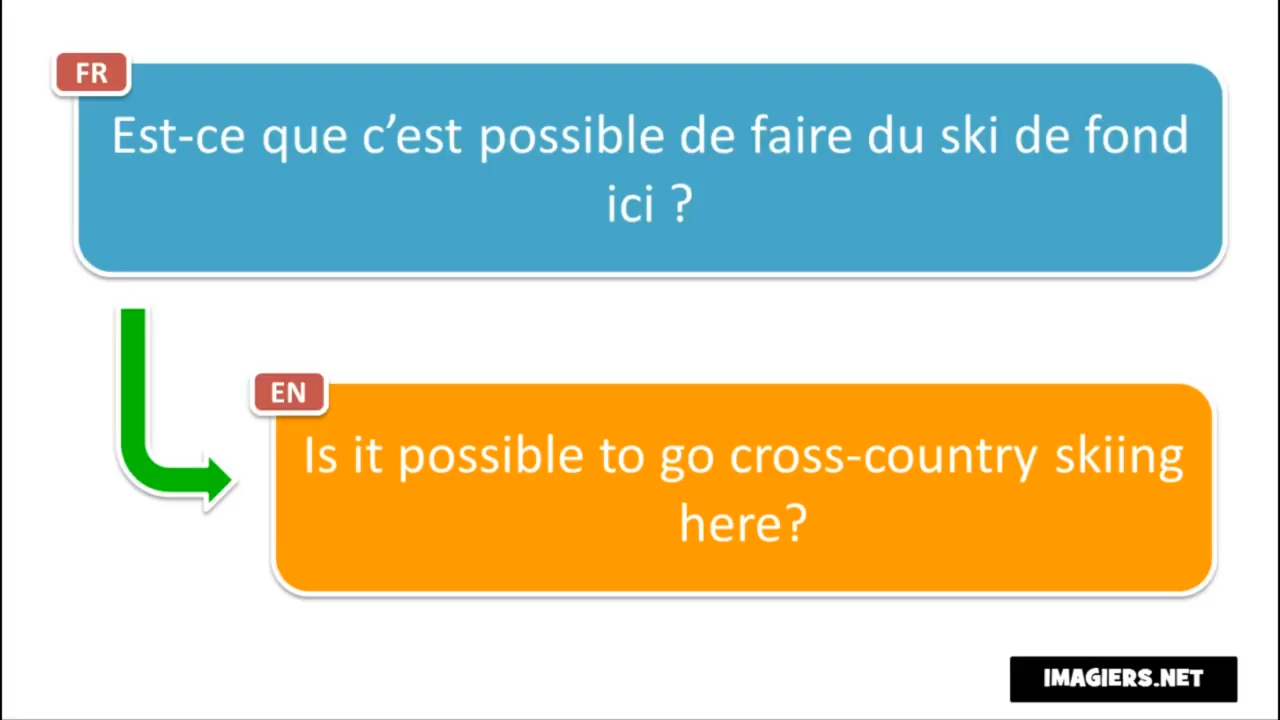 FR
Est-ce que c’est possible de faire du ski de fond
ici ?
EN
Is it possible to go cross-country skiing
here?
IMAGIERS.NET